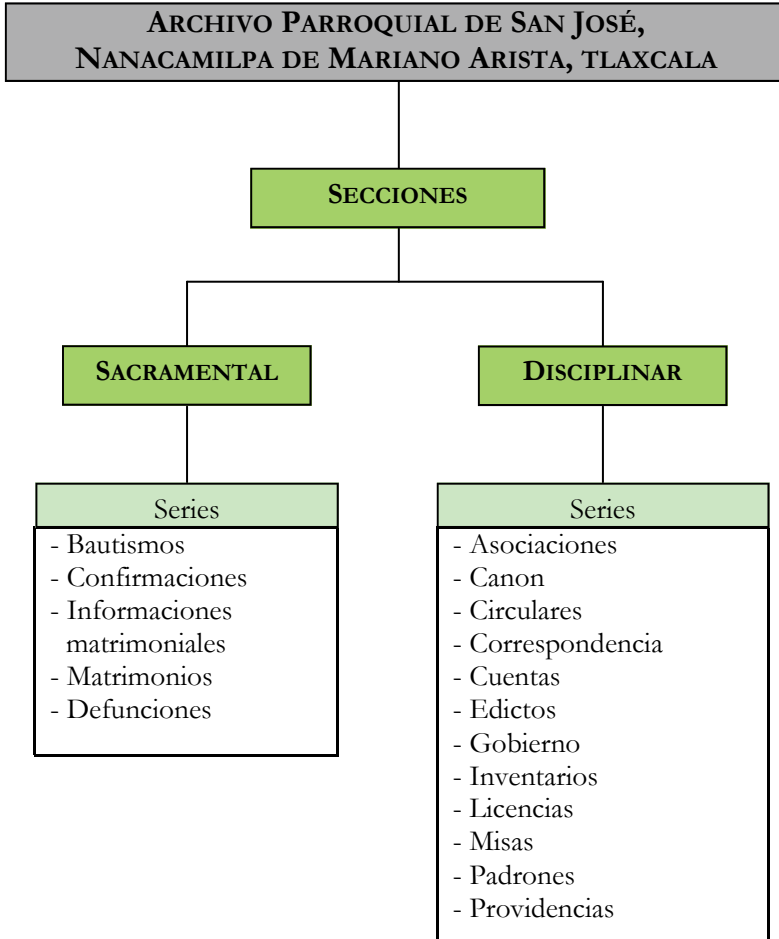 ARCHIVO PARROQUIAL DE SAN JOSÉ,
NANACAMILPA DE MARIANO ARISTA, TLAXCALA
SECCIONES
SACRAMENTAL
DISCIPLINAR
Series
- Bautismos
- Confirmaciones
- Informaciones
matrimoniales
- Matrimonios
- Defunciones
Series
- Asociaciones
- Canon
- Circulares
- Correspondencia
- Cuentas
- Edictos
- Gobierno
- Inventarios
- Licencias
- Misas
- Padrones
- Providencias